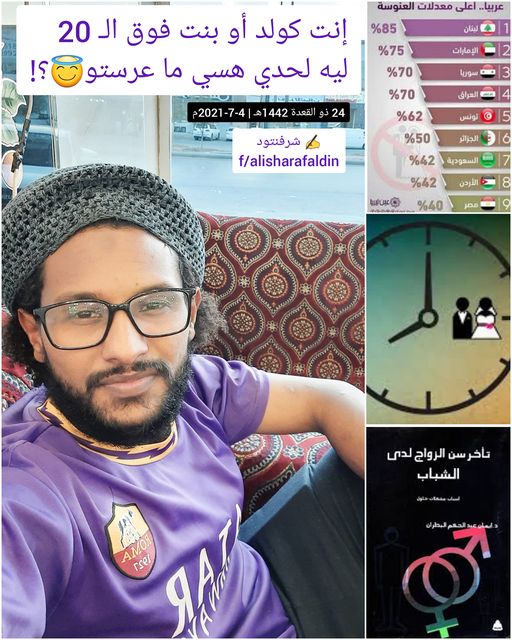 إنت كولد أو بنت فوق الـ 20
ليه لحدي هسي ما عرستو😇؟!
24 ذو القعدة 1442هـ | 4-7-2021م
✍️ شرفنتود
f/alisharafaldin
ROMA
1927
عربيا.. أعلى معدلات العنوسة
1 لبنان 85%
2 الإمارات 75%
3 سوريا 70%
4 العراق 70%
5 تونس 62%
6 الجزائر 50%
7 السعودية 42%
8 الأردن 42%
9 مصر 40%
تأخر سن الزواج لدى
الشباب